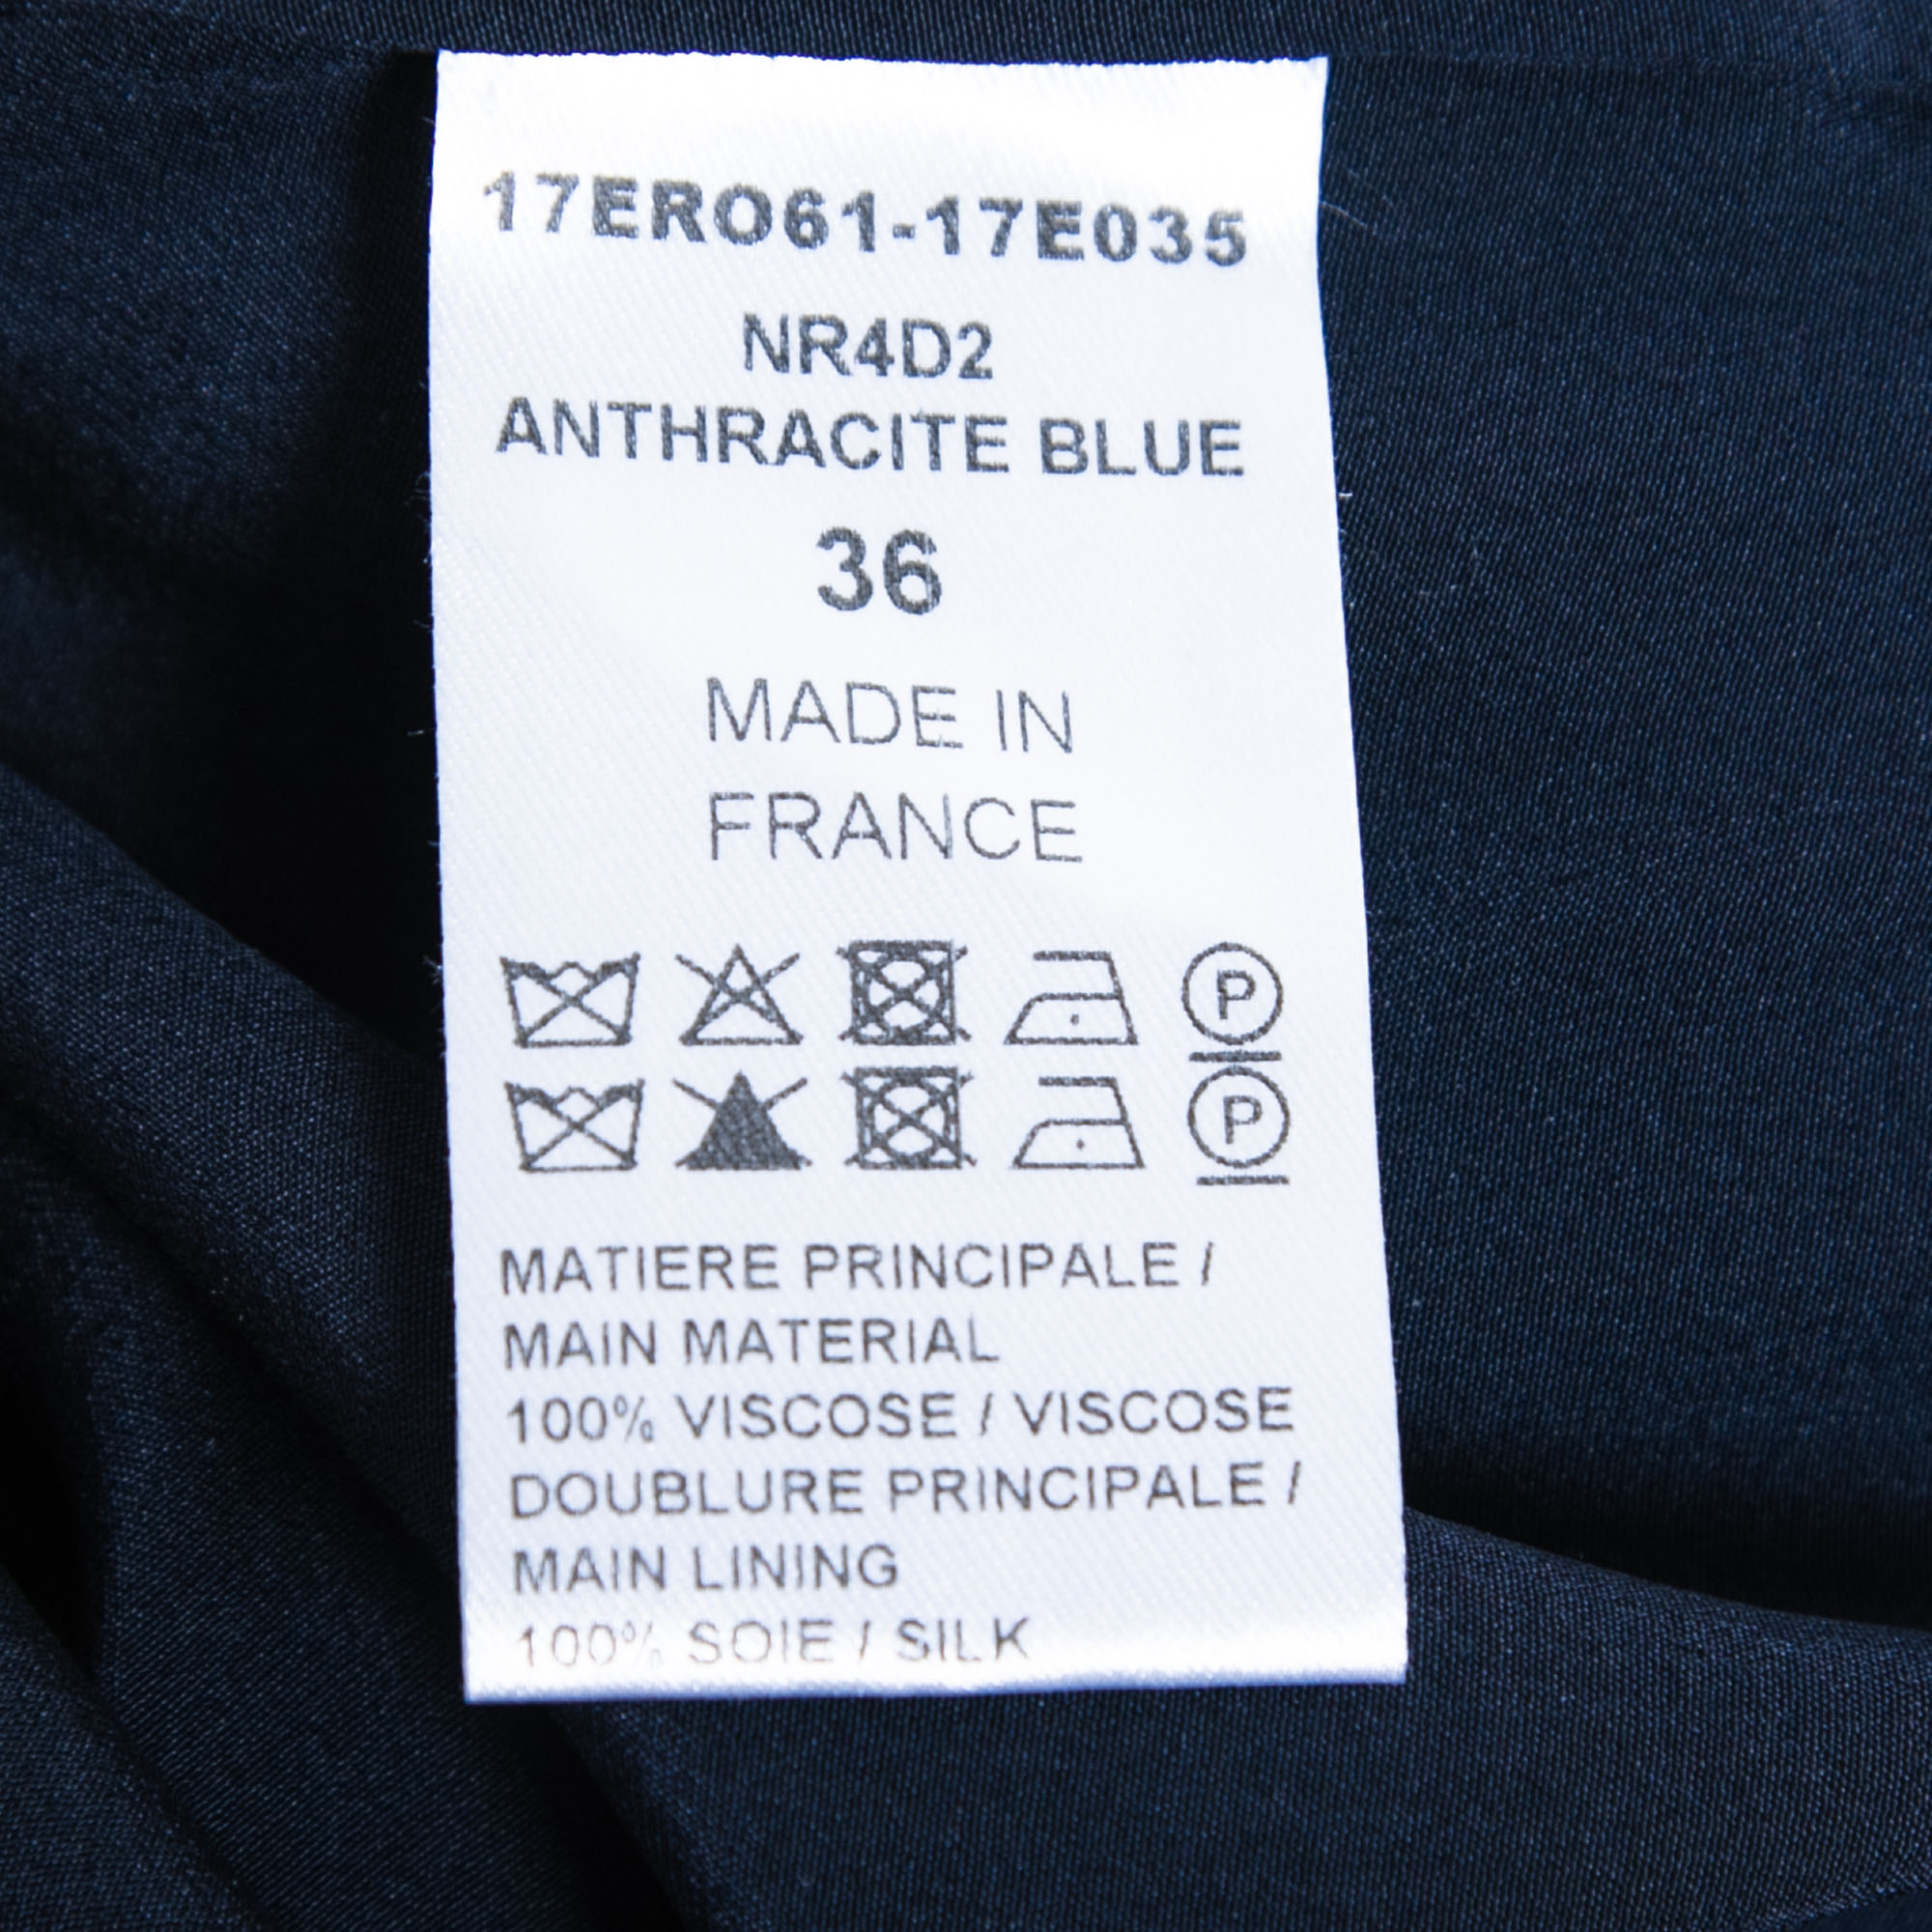 17ERO61-17E035
NR4D2
ANTHRACITE BLUE
36
MADE IN
FRANCE
P
P
MATIERE PRINCIPALE /
MAIN MATERIAL
100% VISCOSE / VISCOSE
DOUBLURE PRINCIPALE /
MAIN LINING
100% SOIE / SILK